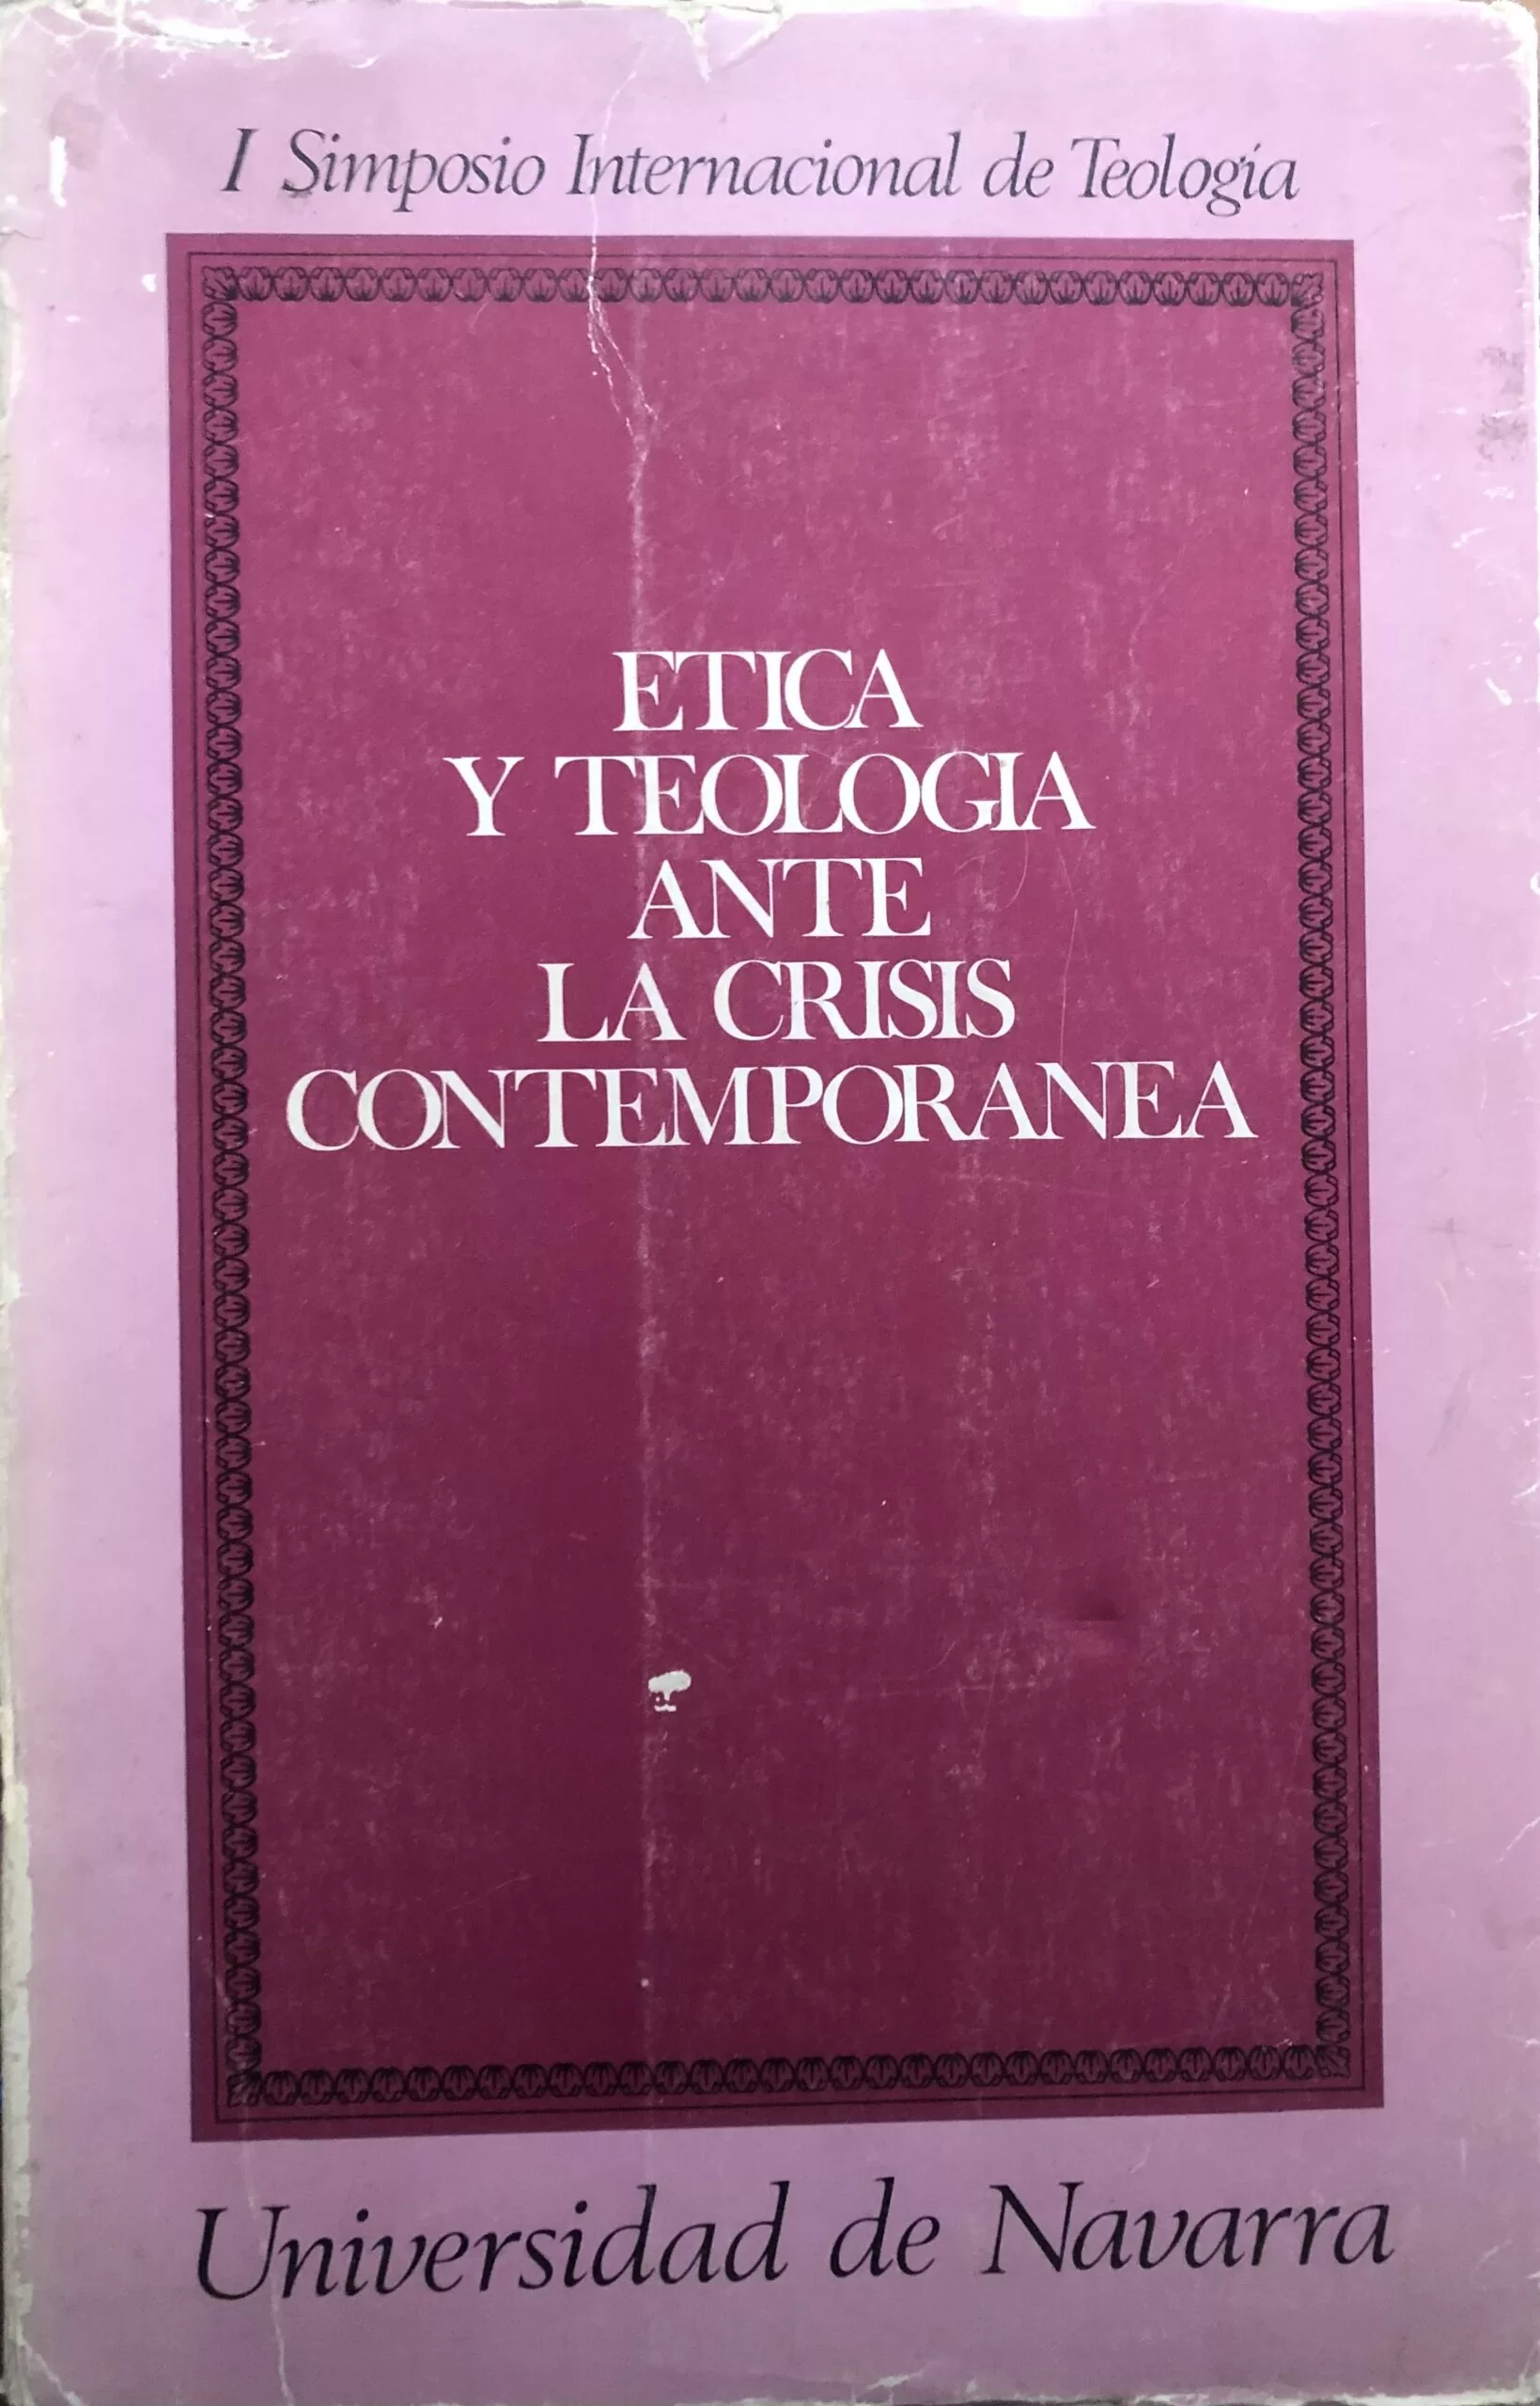 I Simposio Internacional de Teología
ETICA
Y TEOLOGIA
ANTE
LA CRISIS
CONTEMPORANEA
Universidad de Navarra